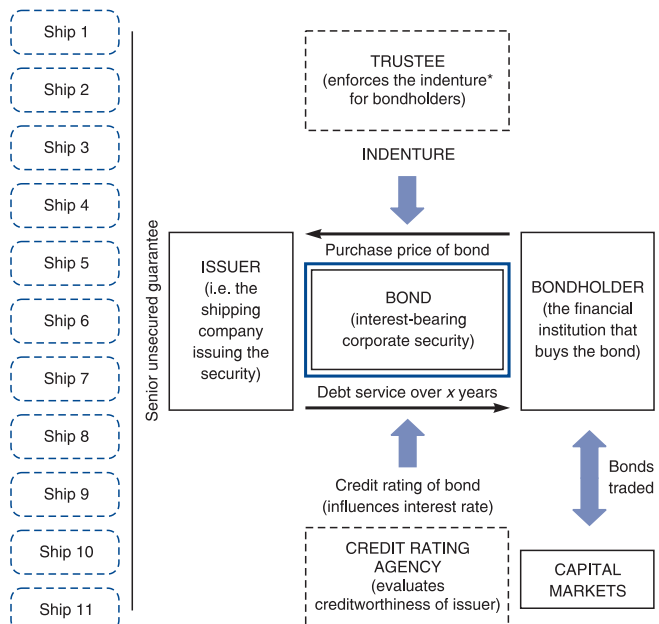 Ship 1
Ship 2
Ship 3
Ship 4
Ship 5
Ship 6
Ship 7
Ship 8
Ship 9
Ship 10
Ship 11
Senior unsecured guarantee
TRUSTEE
(enforces the indenture*
for bondholders)
INDENTURE
Purchase price of bond
ISSUER
(i.e. the
shipping
company
issuing the
security)
BOND
(interest-bearing
corporate security)
BONDHOLDER
(the financial
institution that
buys the bond)
Debt service over x years
Credit rating of bond
(influences interest rate)
Bonds
traded
CREDIT RATING
AGENCY
(evaluates
creditworthiness of issuer)
CAPITAL
MARKETS